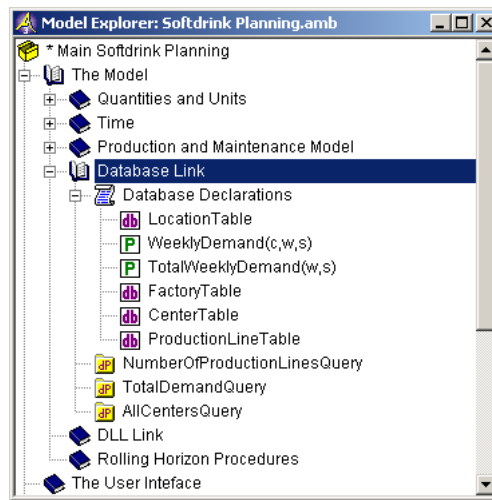 Model Explorer: Softdrink Planning.amb
* Main Softdrink Planning
The Model
Quantities and Units
Time
Production and Maintenance Model
Database Link
Database Declarations
db LocationTable
P WeeklyDemand(c,w,s)
P TotalWeeklyDemand(w,s)
db FactoryTable
db CenterTable
db ProductionLineTable
dP NumberOfProductionLinesQuery
dP TotalDemandQuery
dP AllCentersQuery
DLL Link
Rolling Horizon Procedures
The User Inteface